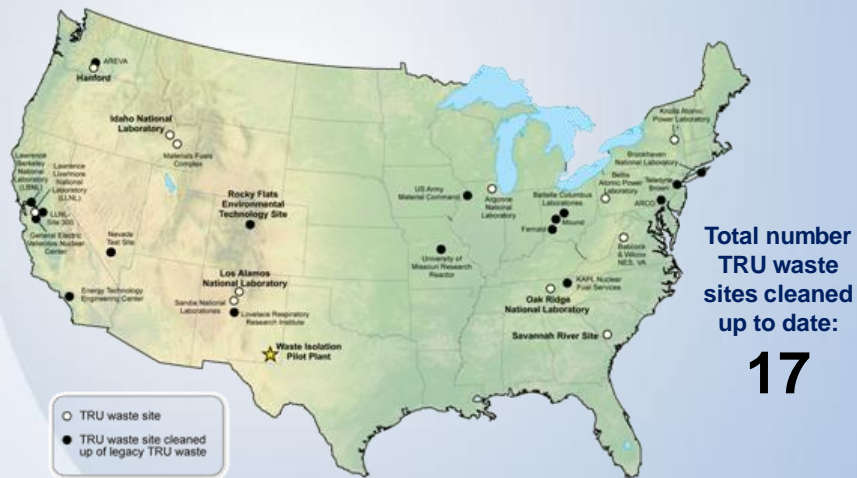 AREVA
Hanford
Idaho National
Laboratory
Materials Fuels
Complex
Lawrence
Berkeley
National
Laboratory
(LBNL)
Lawrence
Livermore
National
Laboratory
(LLNL)
LLNL-
Site 300
General Electric
Vallecitos Nuclear
Center
Nevada
Test Site
Energy Technology
Engineering Center
Rocky Flats
Environmental
Technology Site
Los Alamos
National Laboratory
Sandia National
Laboratories
Lovelace Respiratory
Research Institute
Waste Isolation
Pilot Plant
US Army
Materiel Command
Argonne
National
Laboratory
University of
Missouri Research
Reactor
Battelle Columbus
Laboratories
Mound
Fernald
Knolls Atomic
Power Laboratory
Brookhaven
National Laboratory
Bettis
Atomic Power
Laboratory
Teledyne
Brown
ARCO
Babcock
& Wilcox
NES, VA
KAPL Nuclear
Fuel Services
Oak Ridge
National Laboratory
Savannah River Site
Total number
TRU waste
sites cleaned
up to date:
17
TRU waste site
TRU waste site cleaned
up of legacy TRU waste